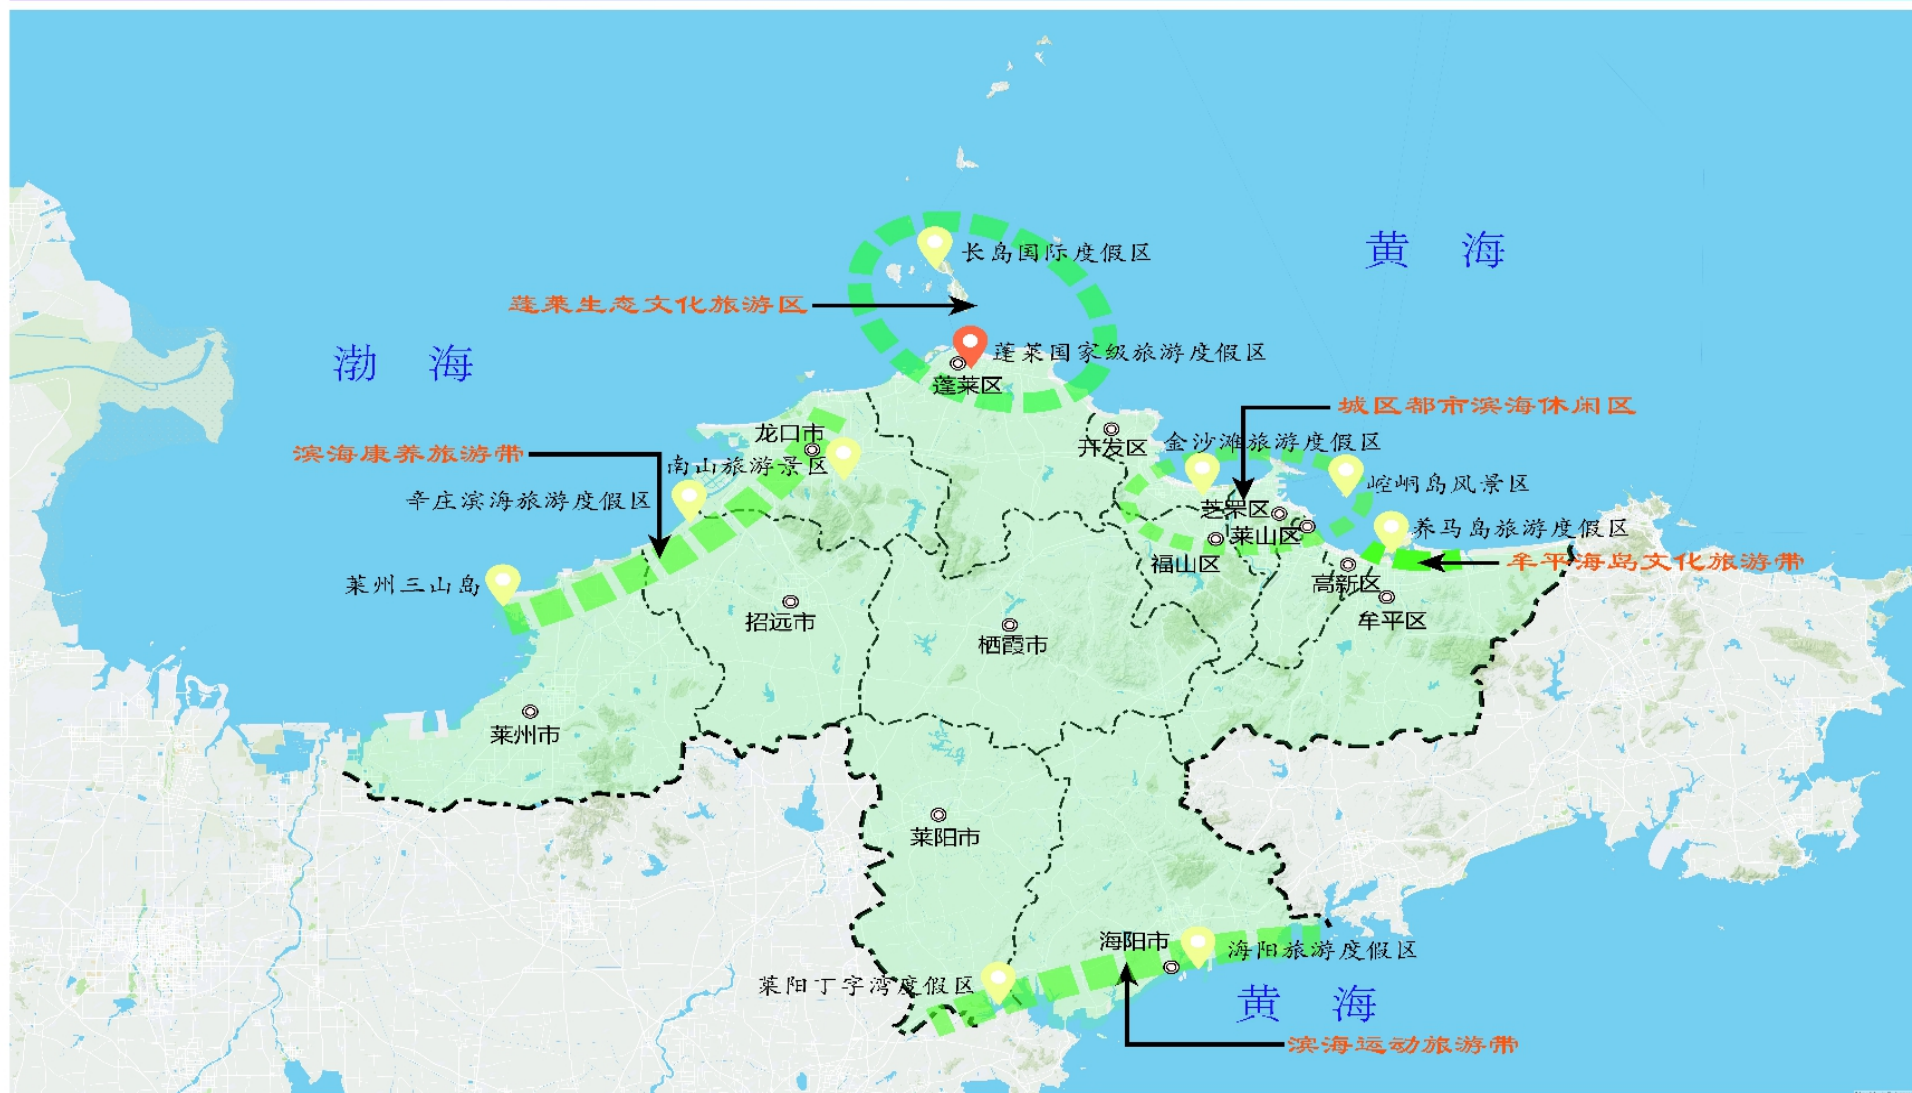 黄 海
长岛国际度假区
蓬莱生态文化旅游区
渤 海
蓬莱国家级旅游度假区
蓬莱区
城区都市滨海休闲区
龙口市
开发区
金沙滩旅游度假区
滨海康养旅游带
南山旅游景区
崆峒岛风景区
辛庄滨海旅游度假区
芝罘区
莱山区
养马岛旅游度假区
福山区
牟平海岛文化旅游带
高新区
莱州三山岛
招远市
牟平区
栖霞市
莱州市
莱阳市
海阳市
海阳旅游度假区
莱阳丁字湾度假区
黄 海
滨海运动旅游带